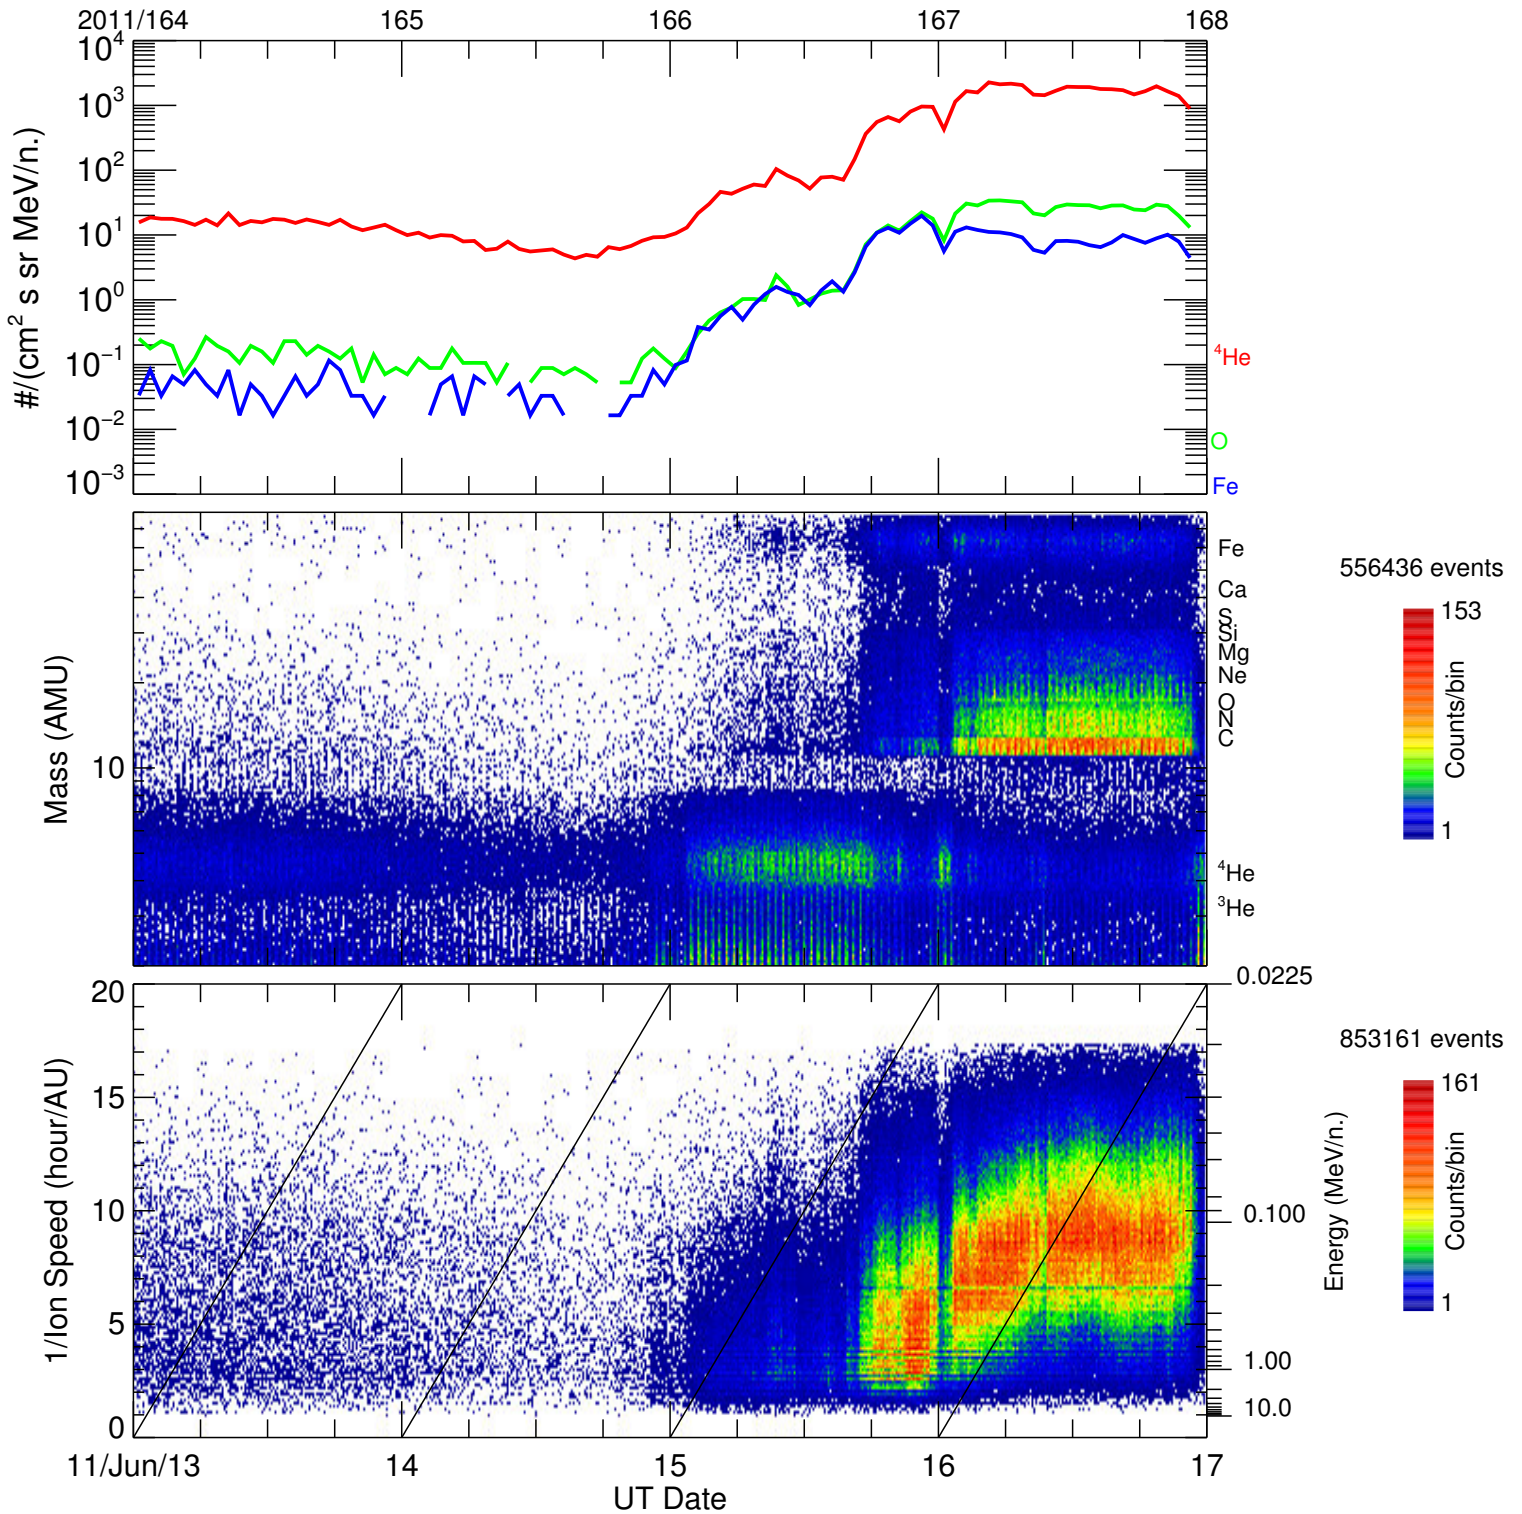 2011/164 165 166 167 168
10^4
10^3
10^2
10^1
10^0
10^−1
10^−2
10^−3
#/(cm^2 s sr MeV/n.)
^4He
O
Fe
Mass (AMU)
10
Fe
Ca
S
Si
Mg
Ne
O
N
C
^4He
^3He
556436 events
153
Counts/bin
1
1/Ion Speed (hour/AU)
20
15
10
5
0
0.0225
0.100
1.00
10.0
Energy (MeV/n.)
853161 events
161
Counts/bin
1
11/Jun/13 14 15 16 17
UT Date